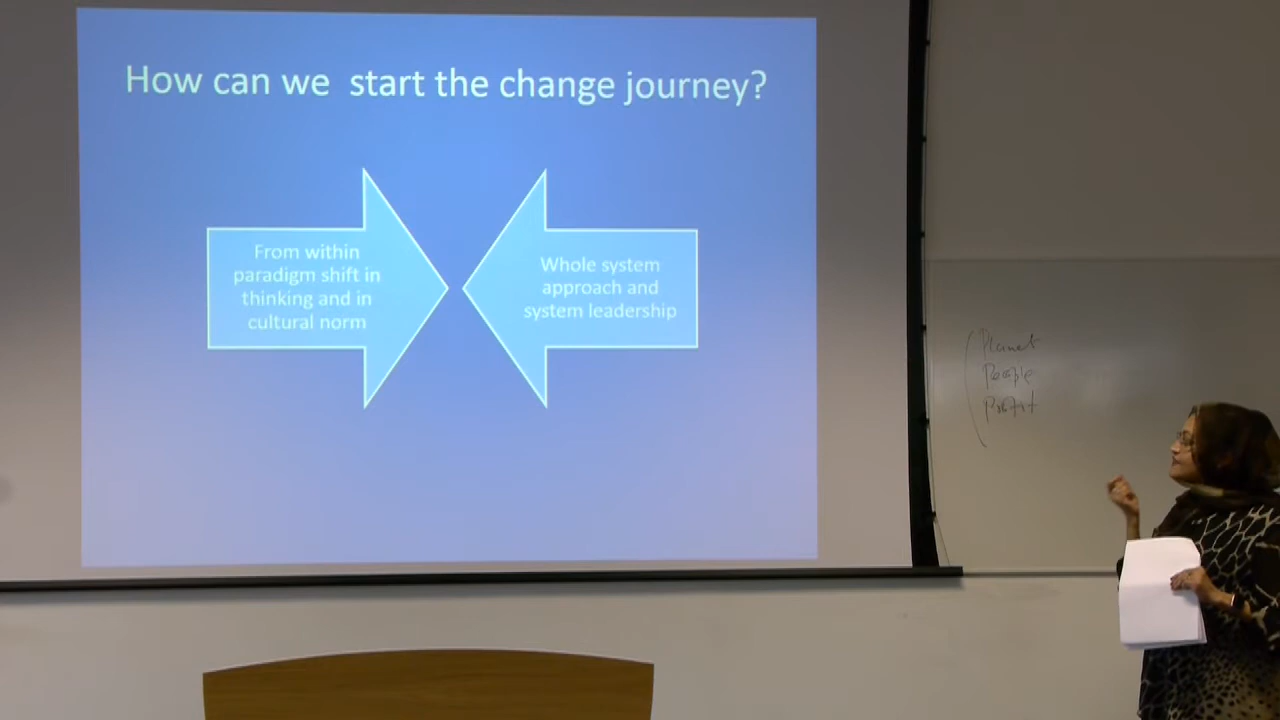 How can we start the change journey?
From within
paradigm shift in
thinking and in
cultural norm
Whole system
approach and
system leadership
Planet
People
Profit